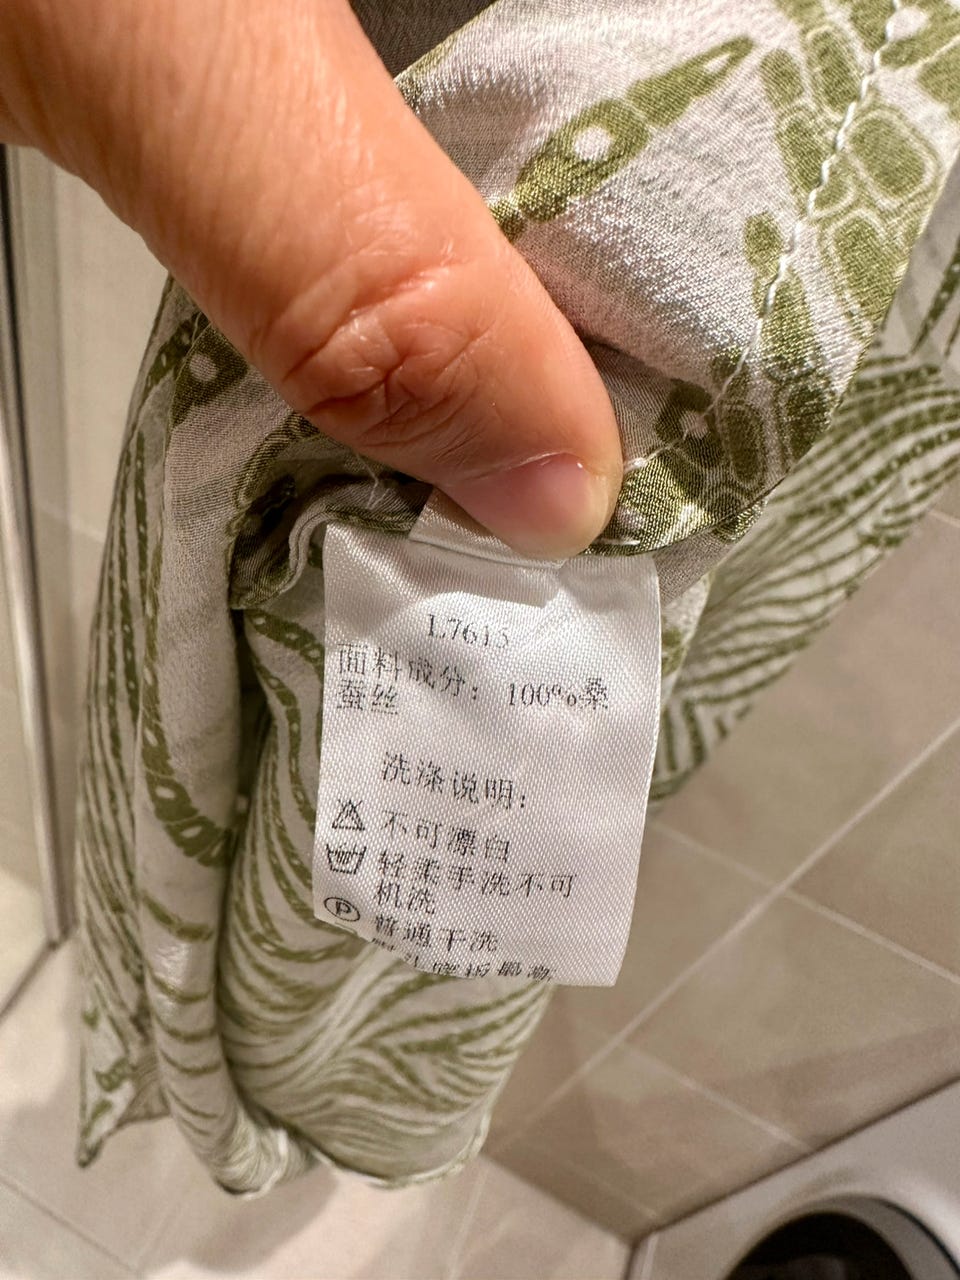 L7615
面料成分：100%桑
蚕丝
洗涤说明：
不可漂白
轻柔手洗不可
机洗
P
普通干洗